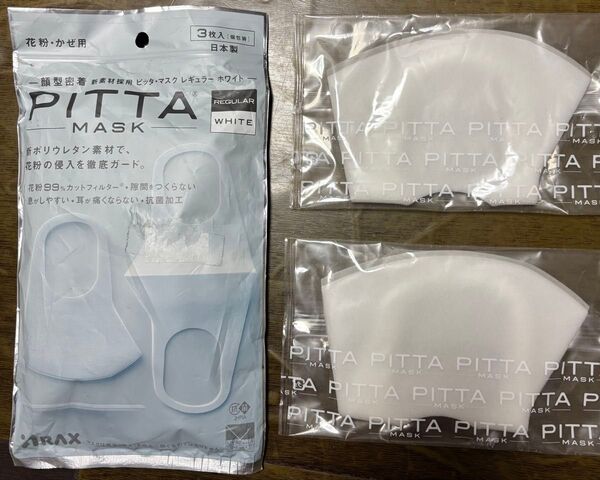 花粉・かぜ用
3枚入(個包装)
日本製
顔型密着 新素材採用 ピッタ・マスク レギュラー ホワイト
PITTA®
MASK
REGULAR
WHITE
新ポリウレタン素材で、
花粉の侵入を徹底ガード。
花粉99%カットフィルター・隙間をつくらない
息がしやすい・耳が痛くならない・抗菌加工
ARAX
PITTA PITTA PITTA
MASK MASK MASK
PITTA PITTA PITTA PITTA
MASK MASK MASK
PITTA PITTA PITTA
MASK MASK
PITTA PITTA PITTA PITTA
MASK MASK MASK